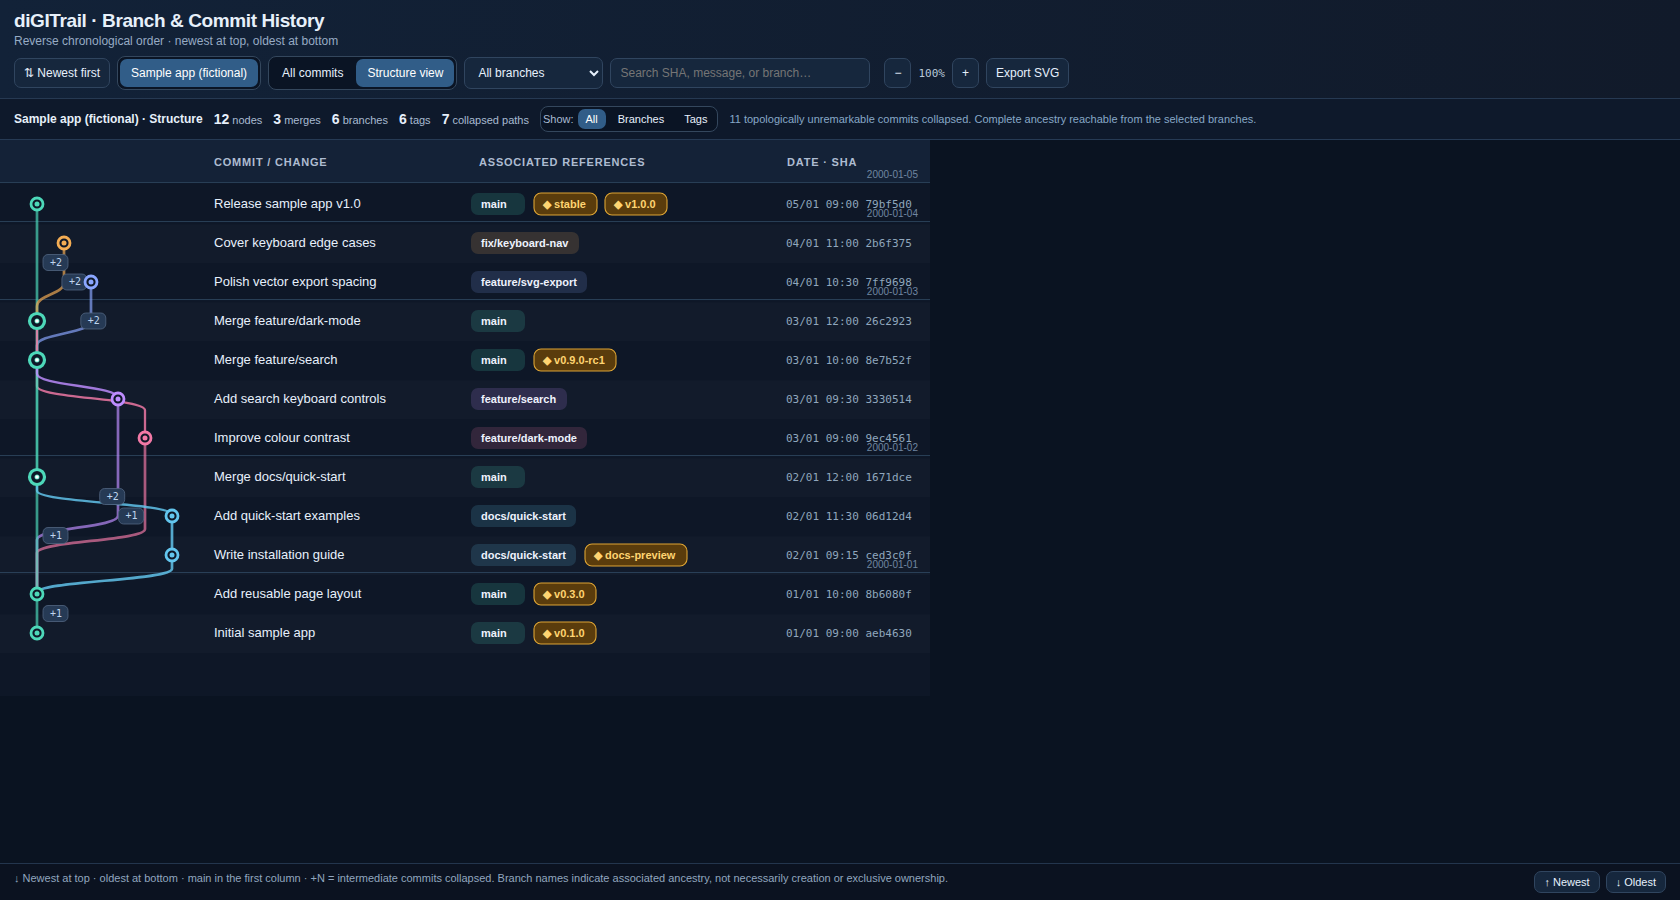 diGITrail · Branch & Commit History
Reverse chronological order · newest at top, oldest at bottom
⇅ Newest first Sample app (fictional) All commits Structure view All branches Search SHA, message, or branch… − 100% + Export SVG
Sample app (fictional) · Structure 12 nodes 3 merges 6 branches 6 tags 7 collapsed paths Show: All Branches Tags 11 topologically unremarkable commits collapsed. Complete ancestry reachable from the selected branches.
COMMIT / CHANGE ASSOCIATED REFERENCES DATE · SHA
2000-01-05
Release sample app v1.0 main ◆ stable ◆ v1.0.0 05/01 09:00 79bf5d0
2000-01-04
Cover keyboard edge cases fix/keyboard-nav 04/01 11:00 2b6f375
+2
+2 Polish vector export spacing feature/svg-export 04/01 10:30 7ff9698
2000-01-03
+2 Merge feature/dark-mode main 03/01 12:00 26c2923
Merge feature/search main ◆ v0.9.0-rc1 03/01 10:00 8e7b52f
Add search keyboard controls feature/search 03/01 09:30 3330514
Improve colour contrast feature/dark-mode 03/01 09:00 9ec4561
2000-01-02
Merge docs/quick-start main 02/01 12:00 1671dce
+2
+1 Add quick-start examples docs/quick-start 02/01 11:30 06d12d4
+1
Write installation guide docs/quick-start ◆ docs-preview 02/01 09:15 ced3c0f
2000-01-01
Add reusable page layout main ◆ v0.3.0 01/01 10:00 8b6080f
+1
Initial sample app main ◆ v0.1.0 01/01 09:00 aeb4630
↓ Newest at top · oldest at bottom · main in the first column · +N = intermediate commits collapsed. Branch names indicate associated ancestry, not necessarily creation or exclusive ownership. ↑ Newest ↓ Oldest